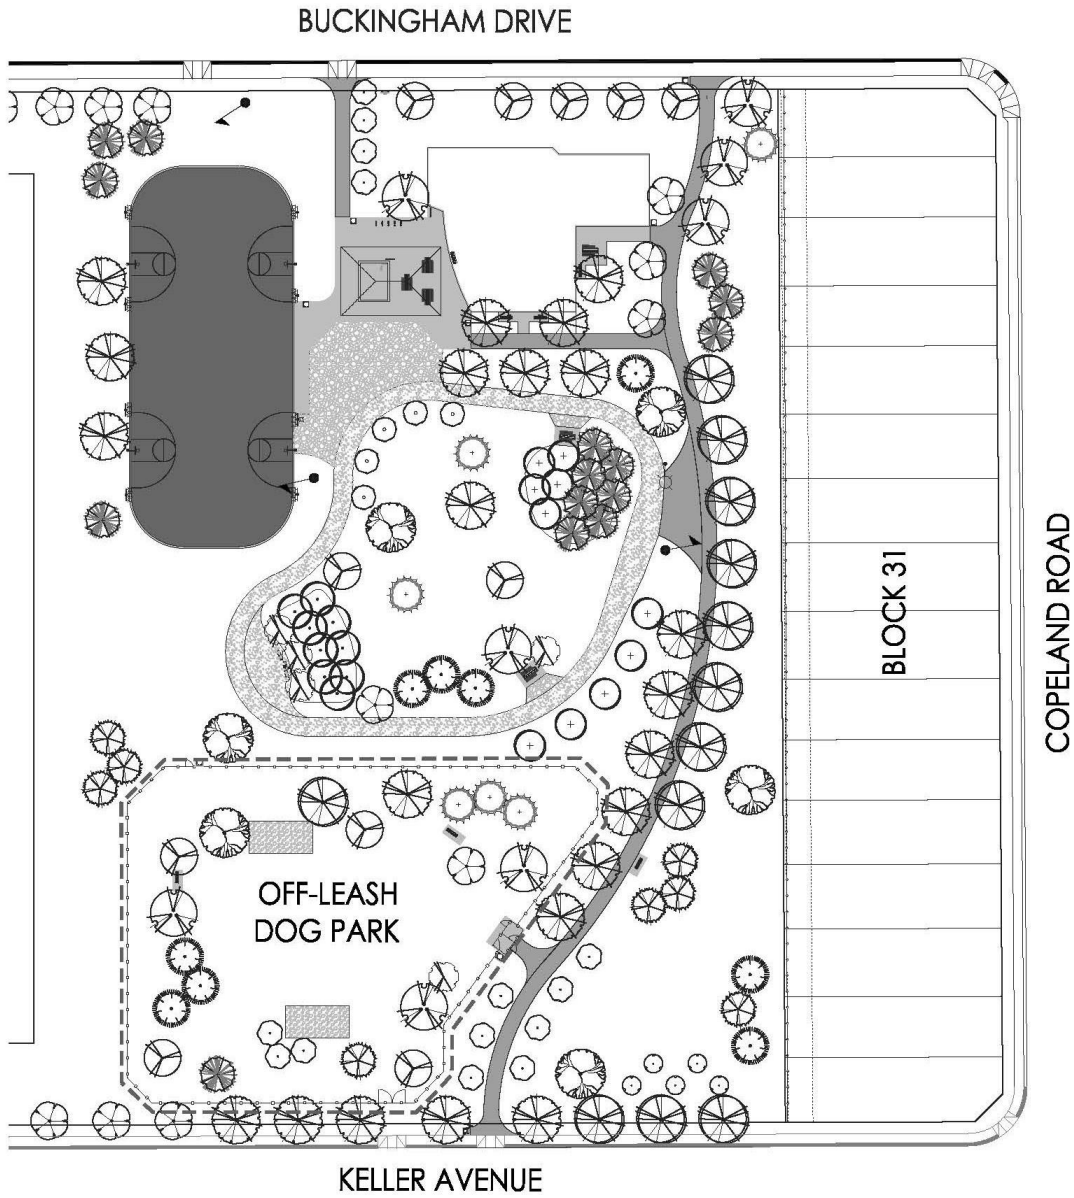 BUCKINGHAM DRIVE
BLOCK 31
COPELAND ROAD
OFF-LEASH
DOG PARK
KELLER AVENUE